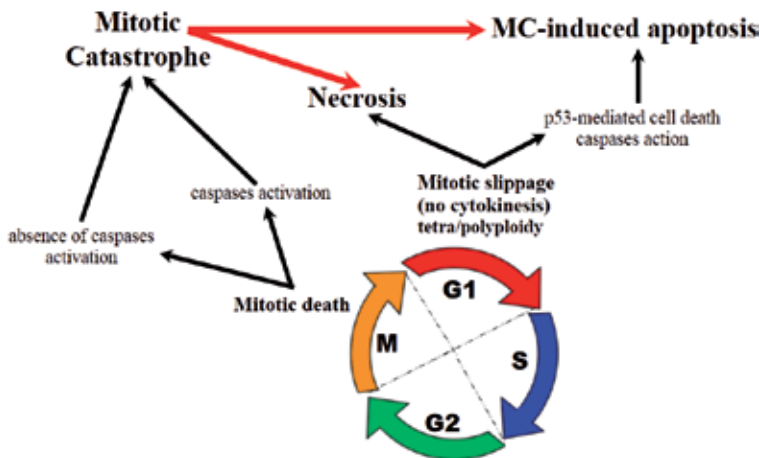 Mitotic
Catastrophe
MC-induced apoptosis
Necrosis
p53-mediated cell death
caspases action
caspases activation
Mitotic slippage
(no cytokinesis)
tetra/polyploidy
absence of caspases
activation
Mitotic death
G1
M
S
G2